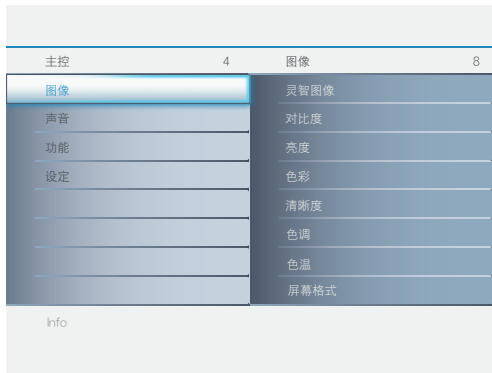 主控 4 图像 8
图像 灵智图像
声音 对比度
功能 亮度
设定 色彩
清晰度
色调
色温
屏幕格式
Info